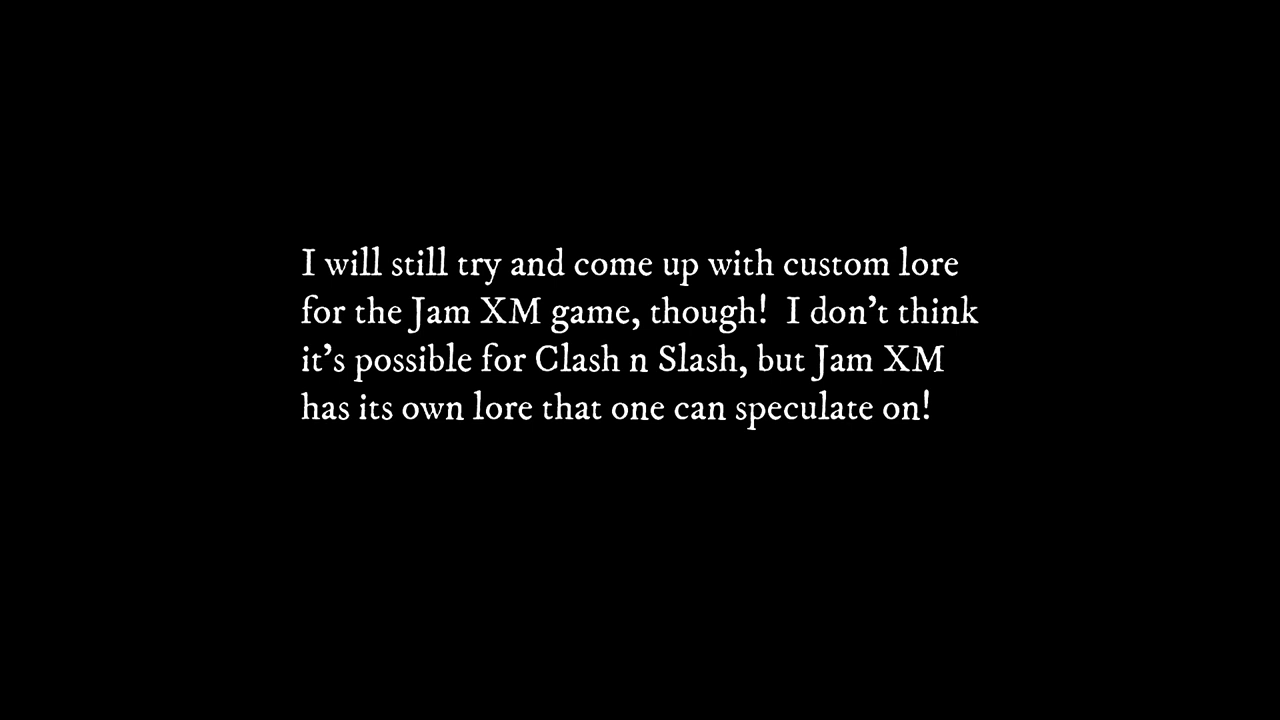 I will still try and come up with custom lore
for the Jam XM game, though!  I don't think
it's possible for Clash n Slash, but Jam XM
has its own lore that one can speculate on!